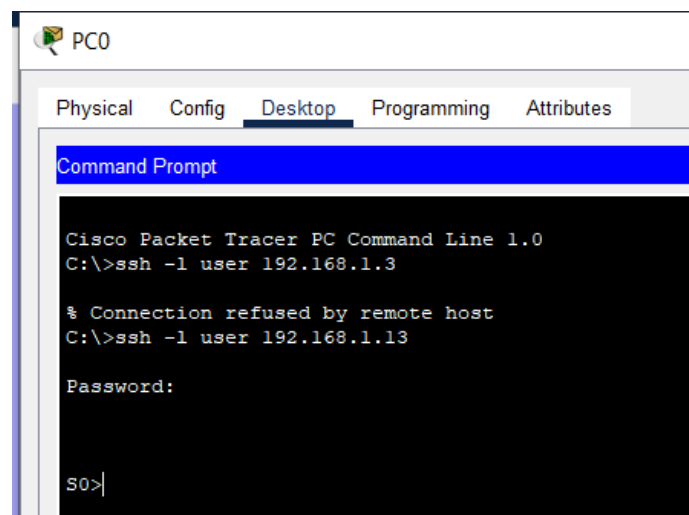 PC0
Physical Config Desktop Programming Attributes
Command Prompt
Cisco Packet Tracer PC Command Line 1.0
C:\>ssh -l user 192.168.1.3
% Connection refused by remote host
C:\>ssh -l user 192.168.1.13
Password:
S0>